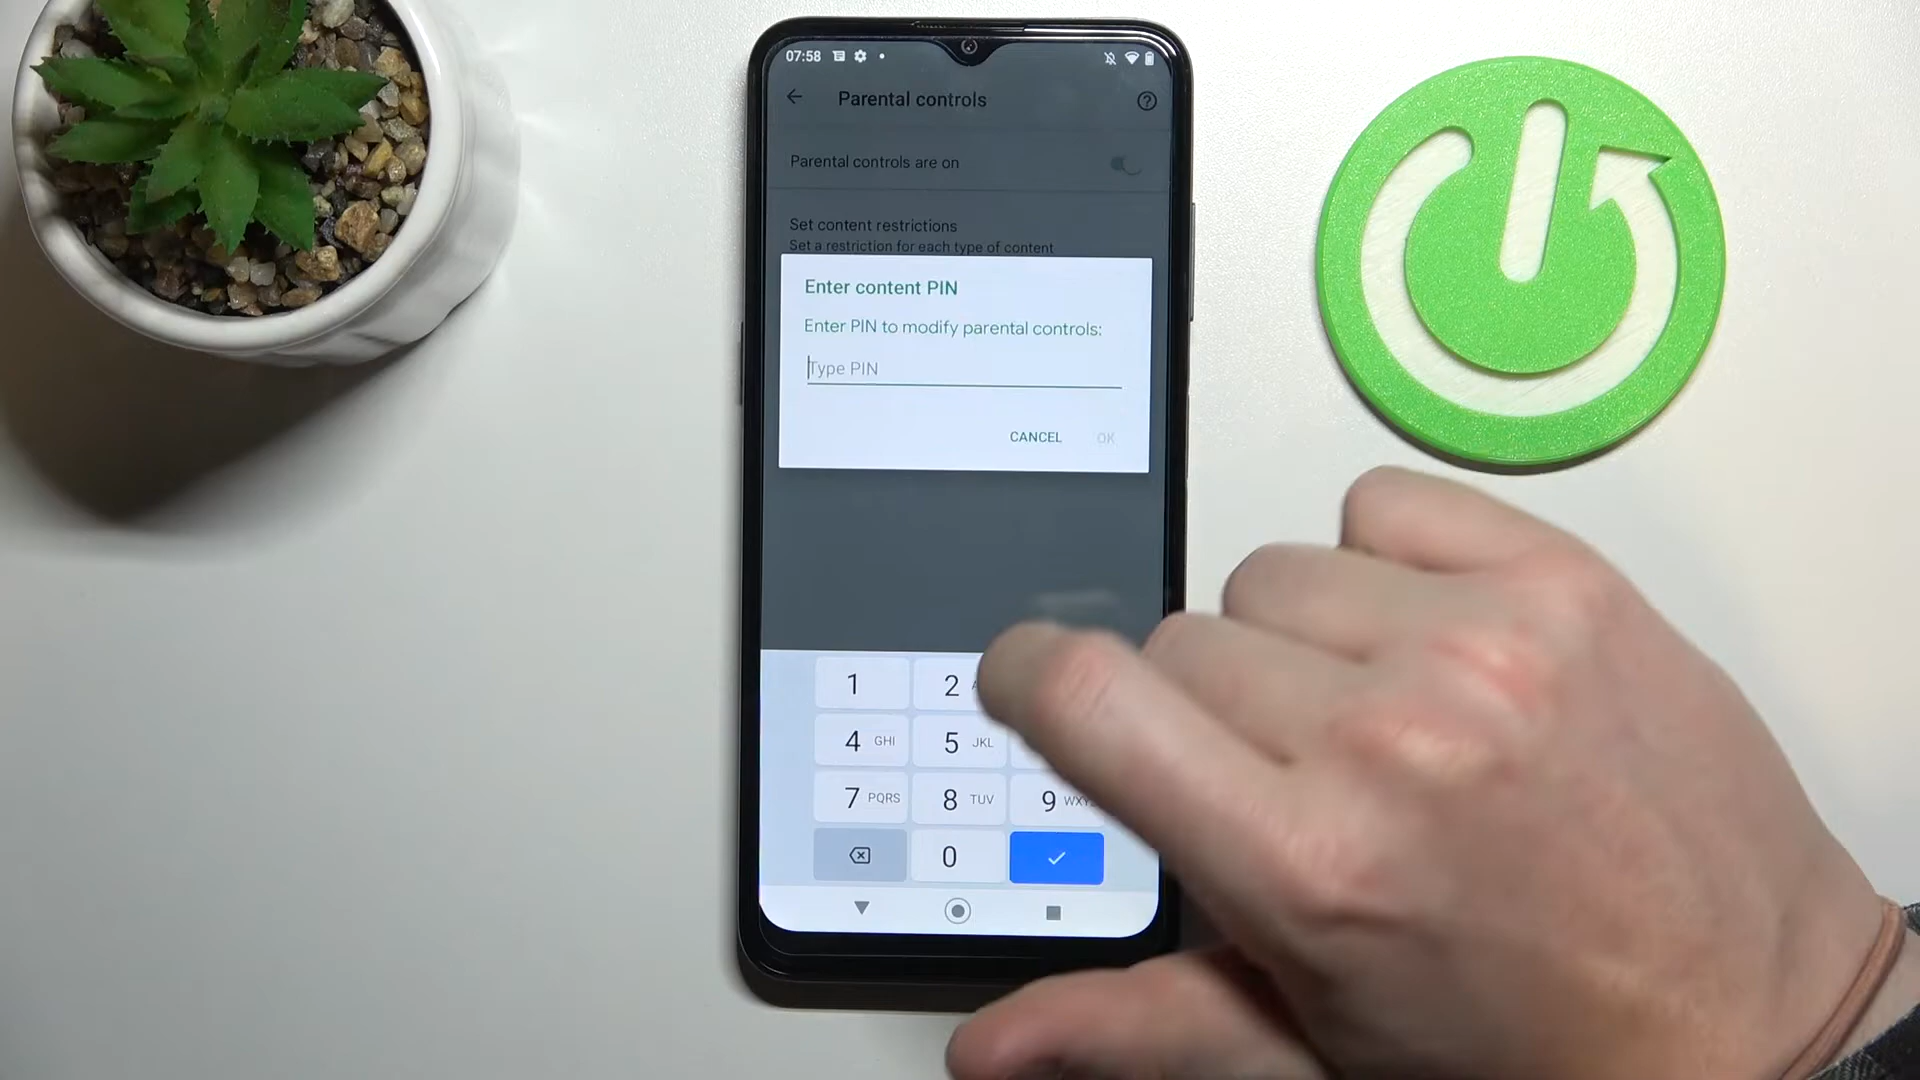 07:58
Parental controls
Parental controls are on
Set content restrictions
Set a restriction for each type of content
Enter content PIN
Enter PIN to modify parental controls:
Type PIN
CANCEL OK
1 2
4 GHI 5 JKL
7 PQRS 8 TUV 9
0